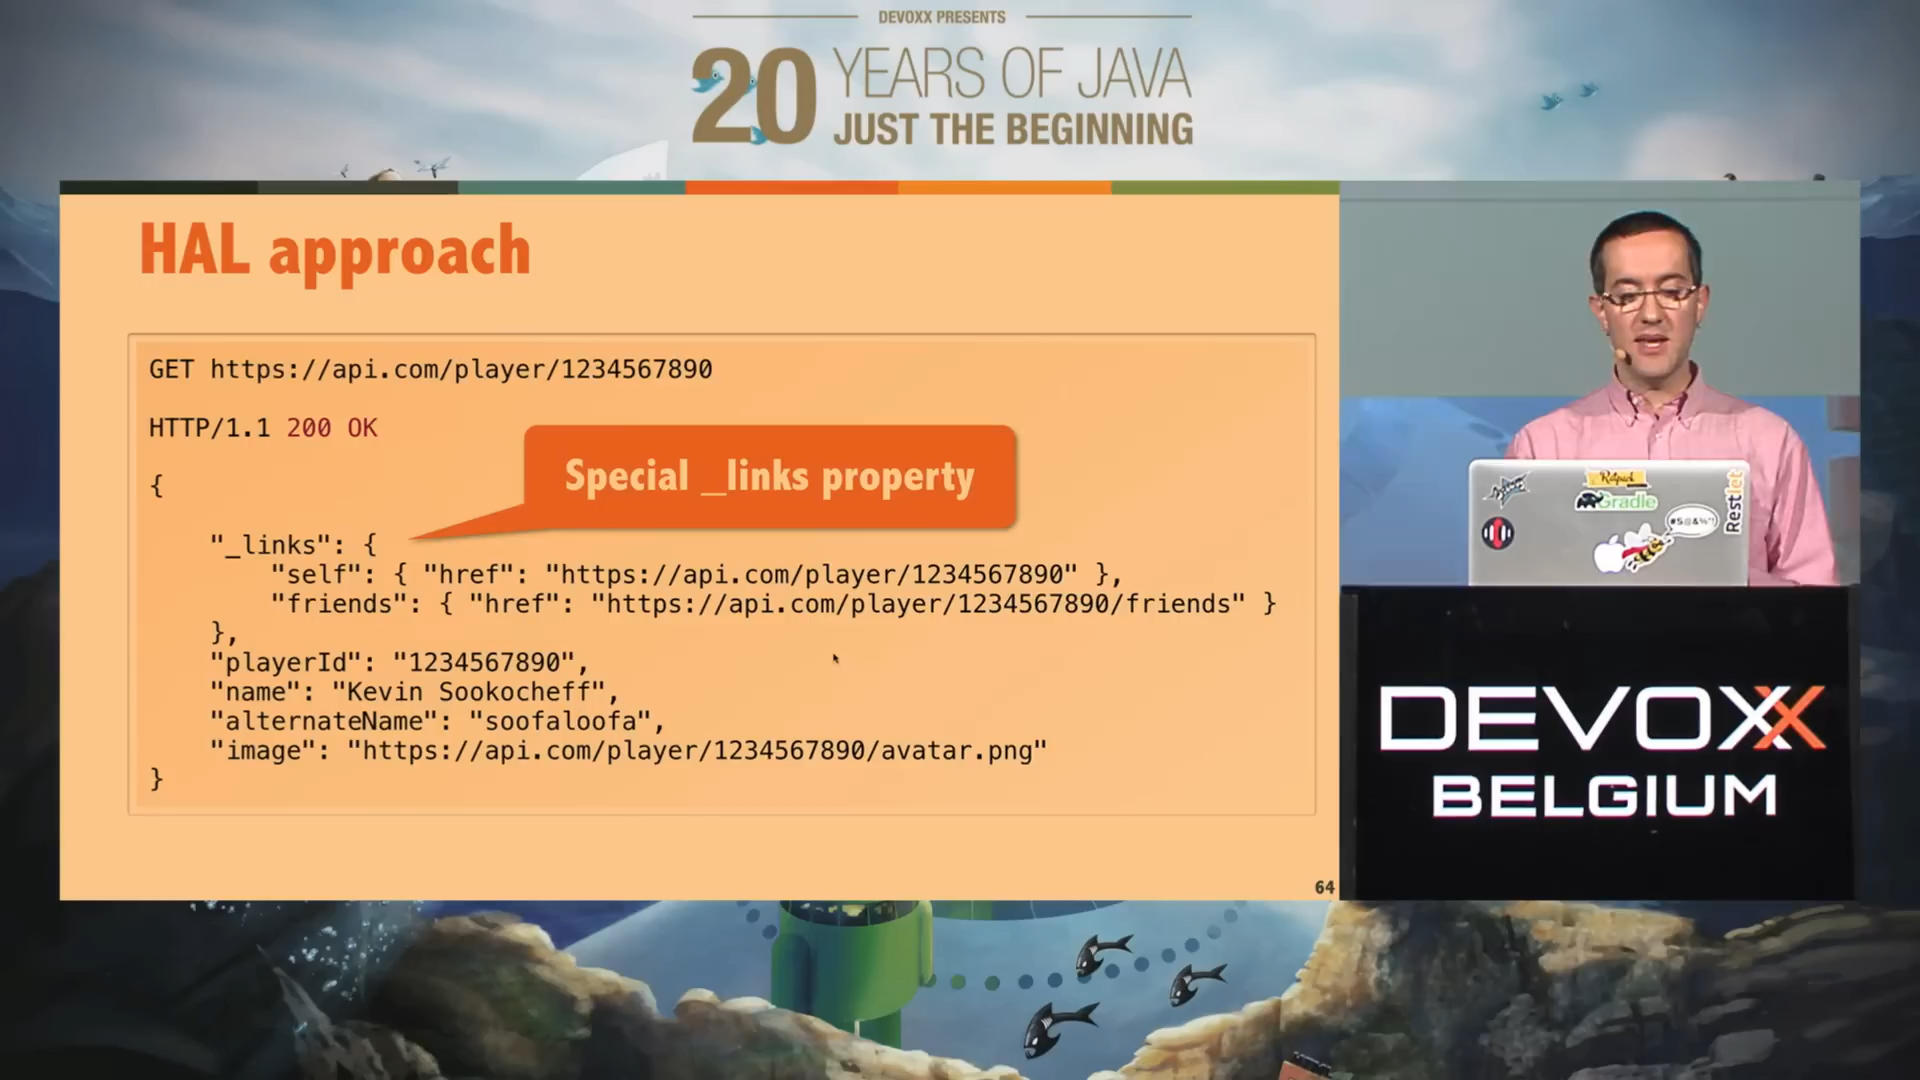 DEVOXX PRESENTS
20 YEARS OF JAVA
JUST THE BEGINNING
HAL approach
GET https://api.com/player/1234567890
HTTP/1.1 200 OK
Special _links property
{
"_links": {
"self": { "href": "https://api.com/player/1234567890" },
"friends": { "href": "https://api.com/player/1234567890/friends" }
},
"playerId": "1234567890",
"name": "Kevin Sookocheff",
"alternateName": "soofaloofa",
"image": "https://api.com/player/1234567890/avatar.png"
}
64
Ratpack
Gradle
#$@&%*!
Restlet
DEVOXX
BELGIUM